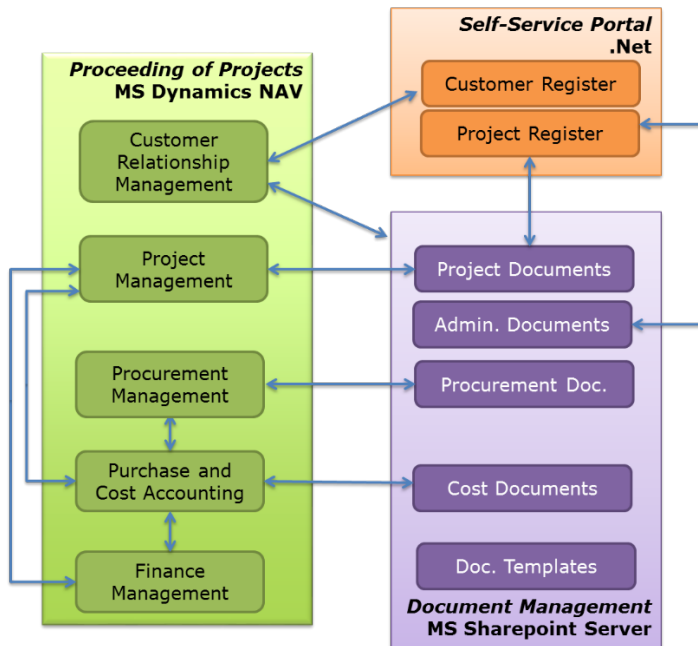 Proceeding of Projects
MS Dynamics NAV
Customer
Relationship
Management
Project
Management
Procurement
Management
Purchase and
Cost Accounting
Finance
Management
Self-Service Portal
.Net
Customer Register
Project Register
Project Documents
Admin. Documents
Procurement Doc.
Cost Documents
Doc. Templates
Document Management
MS Sharepoint Server